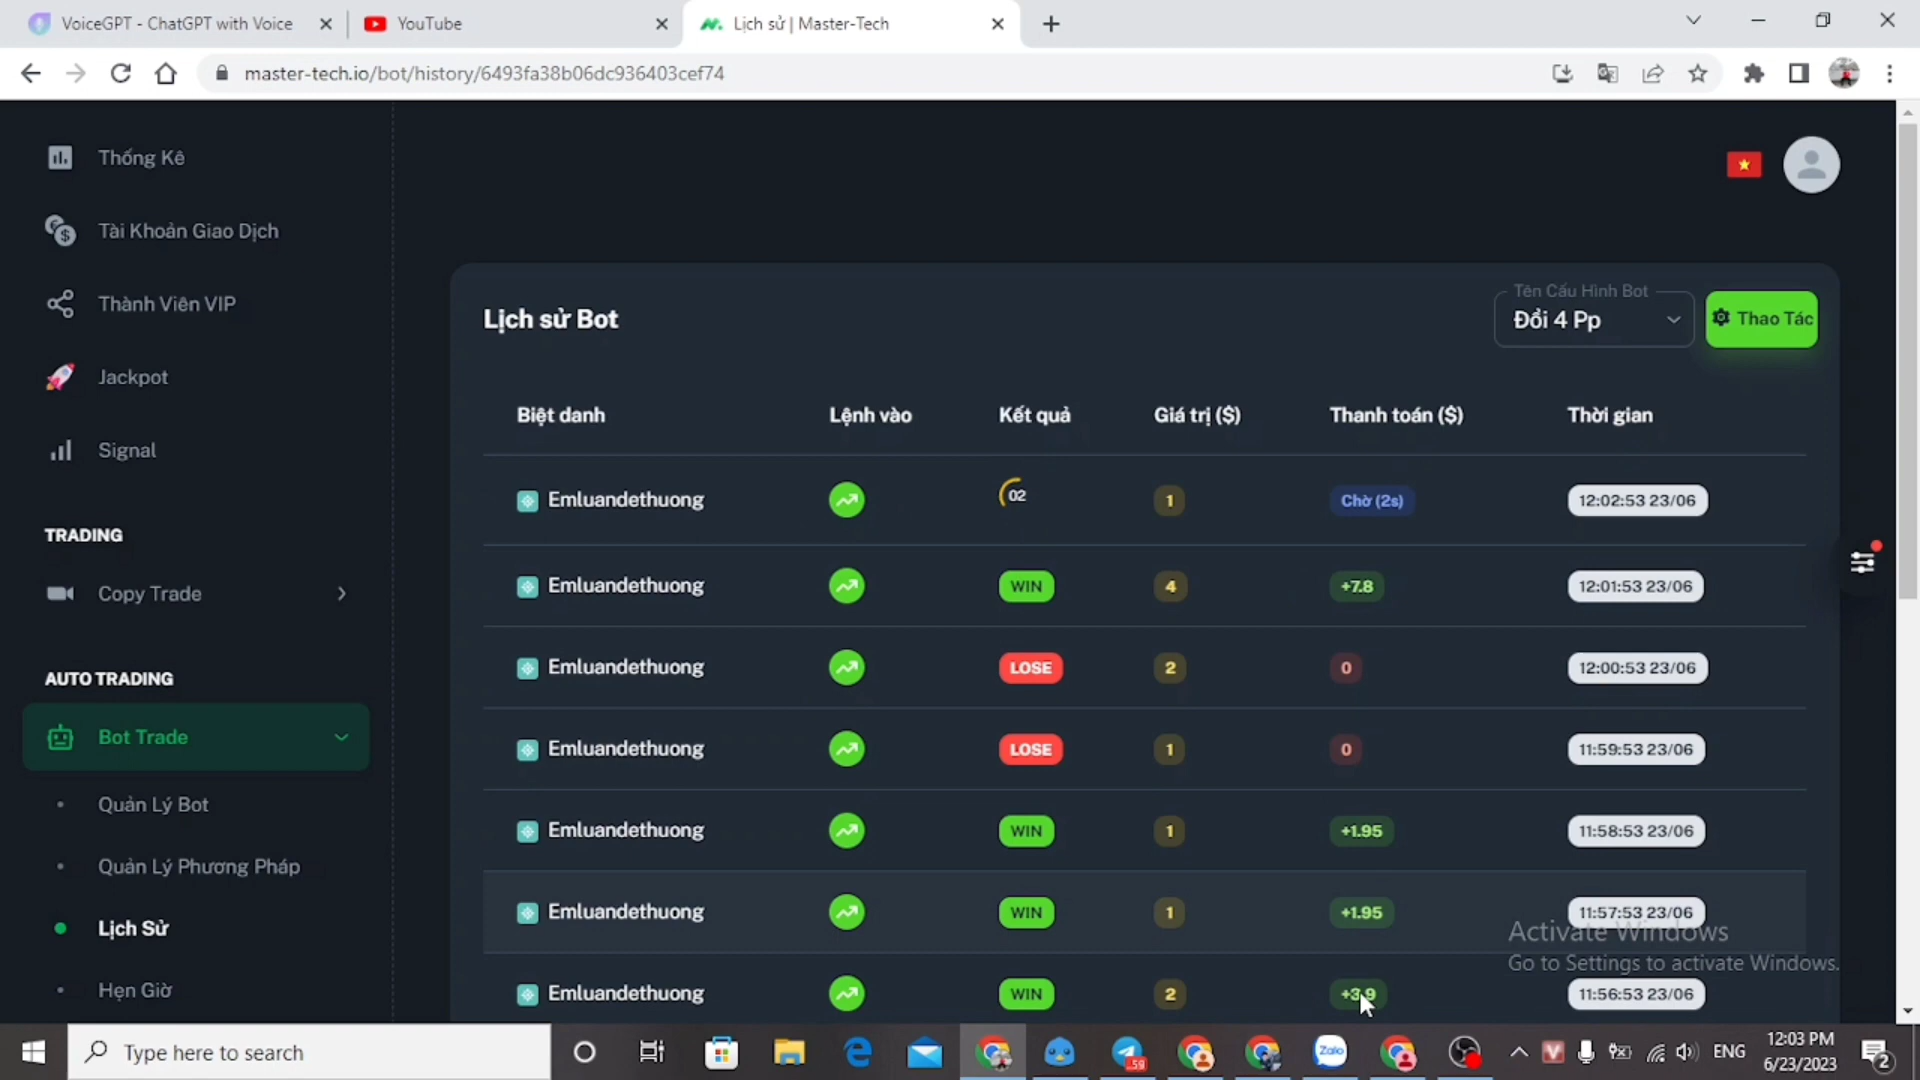 VoiceGPT - ChatGPT with Voice
YouTube
Lịch sử | Master-Tech
master-tech.io/bot/history/6493fa38b06dc936403cef74
Thống Kê
Tài Khoản Giao Dịch
Thành Viên VIP
Jackpot
Signal
TRADING
Copy Trade
AUTO TRADING
Bot Trade
Quản Lý Bot
Quản Lý Phương Pháp
Lịch Sử
Hẹn Giờ
Lịch sử Bot
Tên Cấu Hình Bot
Đồi 4 Pp
Thao Tác
Biệt danh Lệnh vào Kết quả Giá trị ($) Thanh toán ($) Thời gian
Emluandethuong 02 1 Chờ (2s) 12:02:53 23/06
Emluandethuong WIN 4 +7.8 12:01:53 23/06
Emluandethuong LOSE 2 0 12:00:53 23/06
Emluandethuong LOSE 1 0 11:59:53 23/06
Emluandethuong WIN 1 +1.95 11:58:53 23/06
Emluandethuong WIN 1 +1.95 11:57:53 23/06
Emluandethuong WIN 2 +3.9 11:56:53 23/06
Activate Windows
Go to Settings to activate Windows.
Type here to search
59
Zalo
V
ENG
12:03 PM
6/23/2023
2